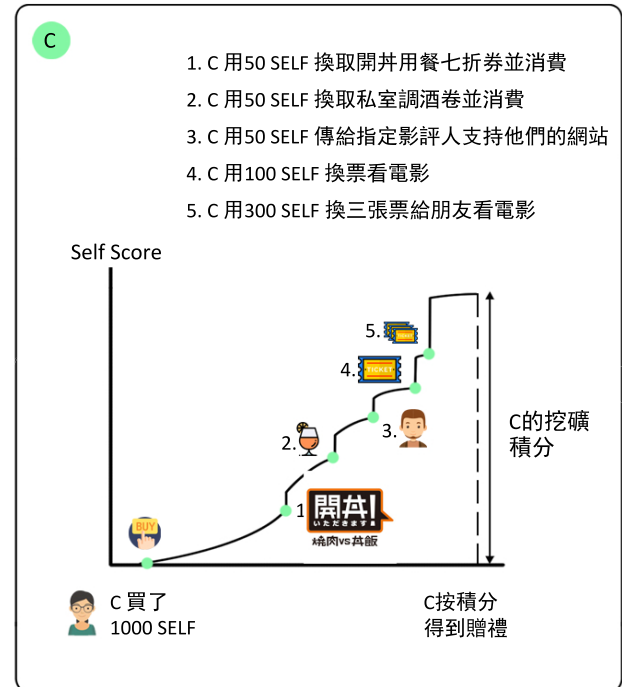 C
1. C 用50 SELF 換取開丼用餐七折券並消費
2. C 用50 SELF 換取私室調酒卷並消費
3. C 用50 SELF 傳給指定影評人支持他們的網站
4. C 用100 SELF 換票看電影
5. C 用300 SELF 換三張票給朋友看電影
Self Score
5.
4.
TICKET
3.
2.
C的挖礦
積分
1
開丼!
いただきます
燒肉vs丼飯
BUY
C 買了
1000 SELF
C按積分
得到贈禮